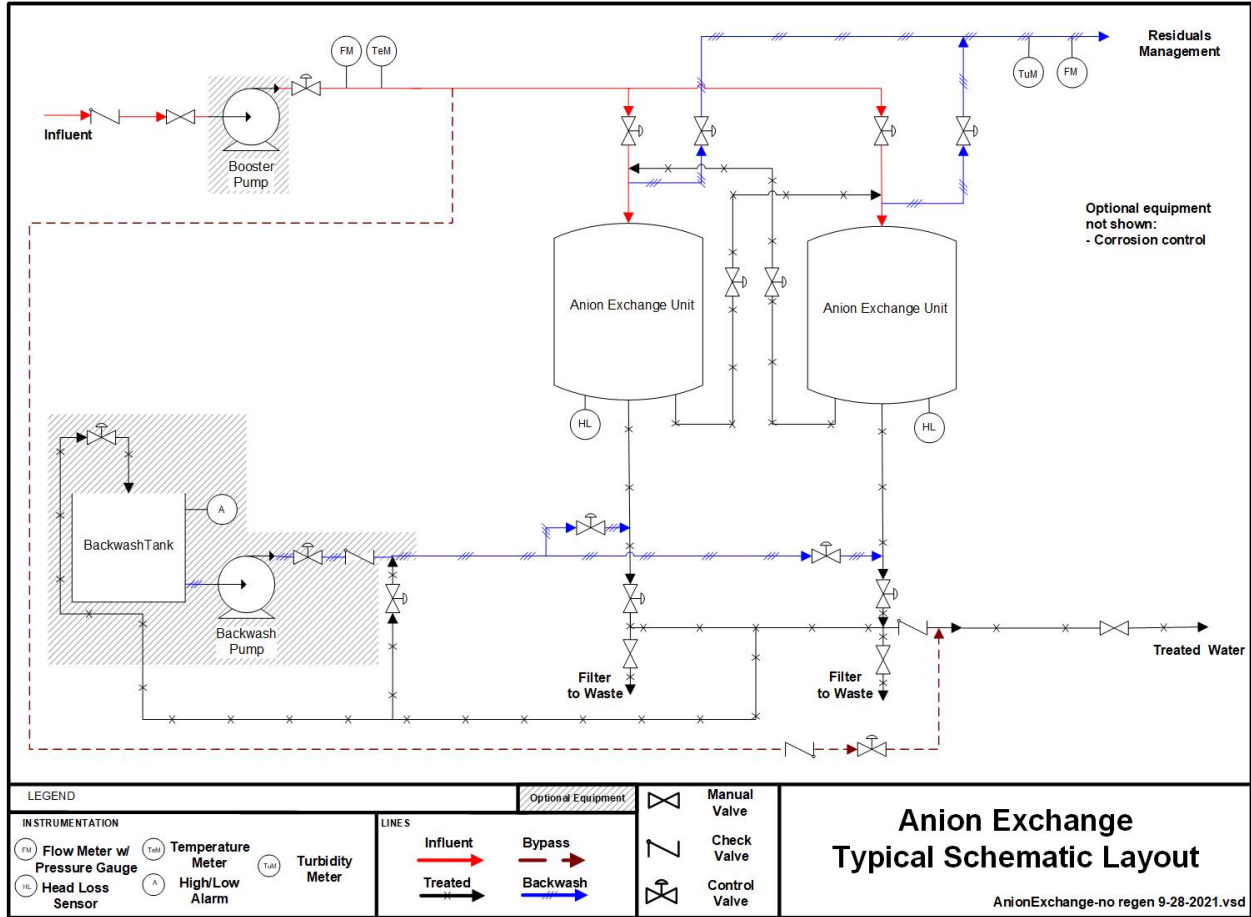 FM
TeM
Residuals
Management
TuM
FM
Influent
Booster
Pump
Optional equipment
not shown:
- Corrosion control
Anion Exchange Unit
Anion Exchange Unit
HL
HL
A
BackwashTank
Backwash
Pump
Filter
to Waste
Filter
to Waste
Treated Water
LEGEND
Optional Equipment
INSTRUMENTATION
FM
Flow Meter w/
Pressure Gauge
TeM
Temperature
Meter
TuM
Turbidity
Meter
HL
Head Loss
Sensor
A
High/Low
Alarm
LINES
Influent
Bypass
Treated
Backwash
Manual
Valve
Check
Valve
Control
Valve
Anion Exchange
Typical Schematic Layout
AnionExchange-no regen 9-28-2021.vsd